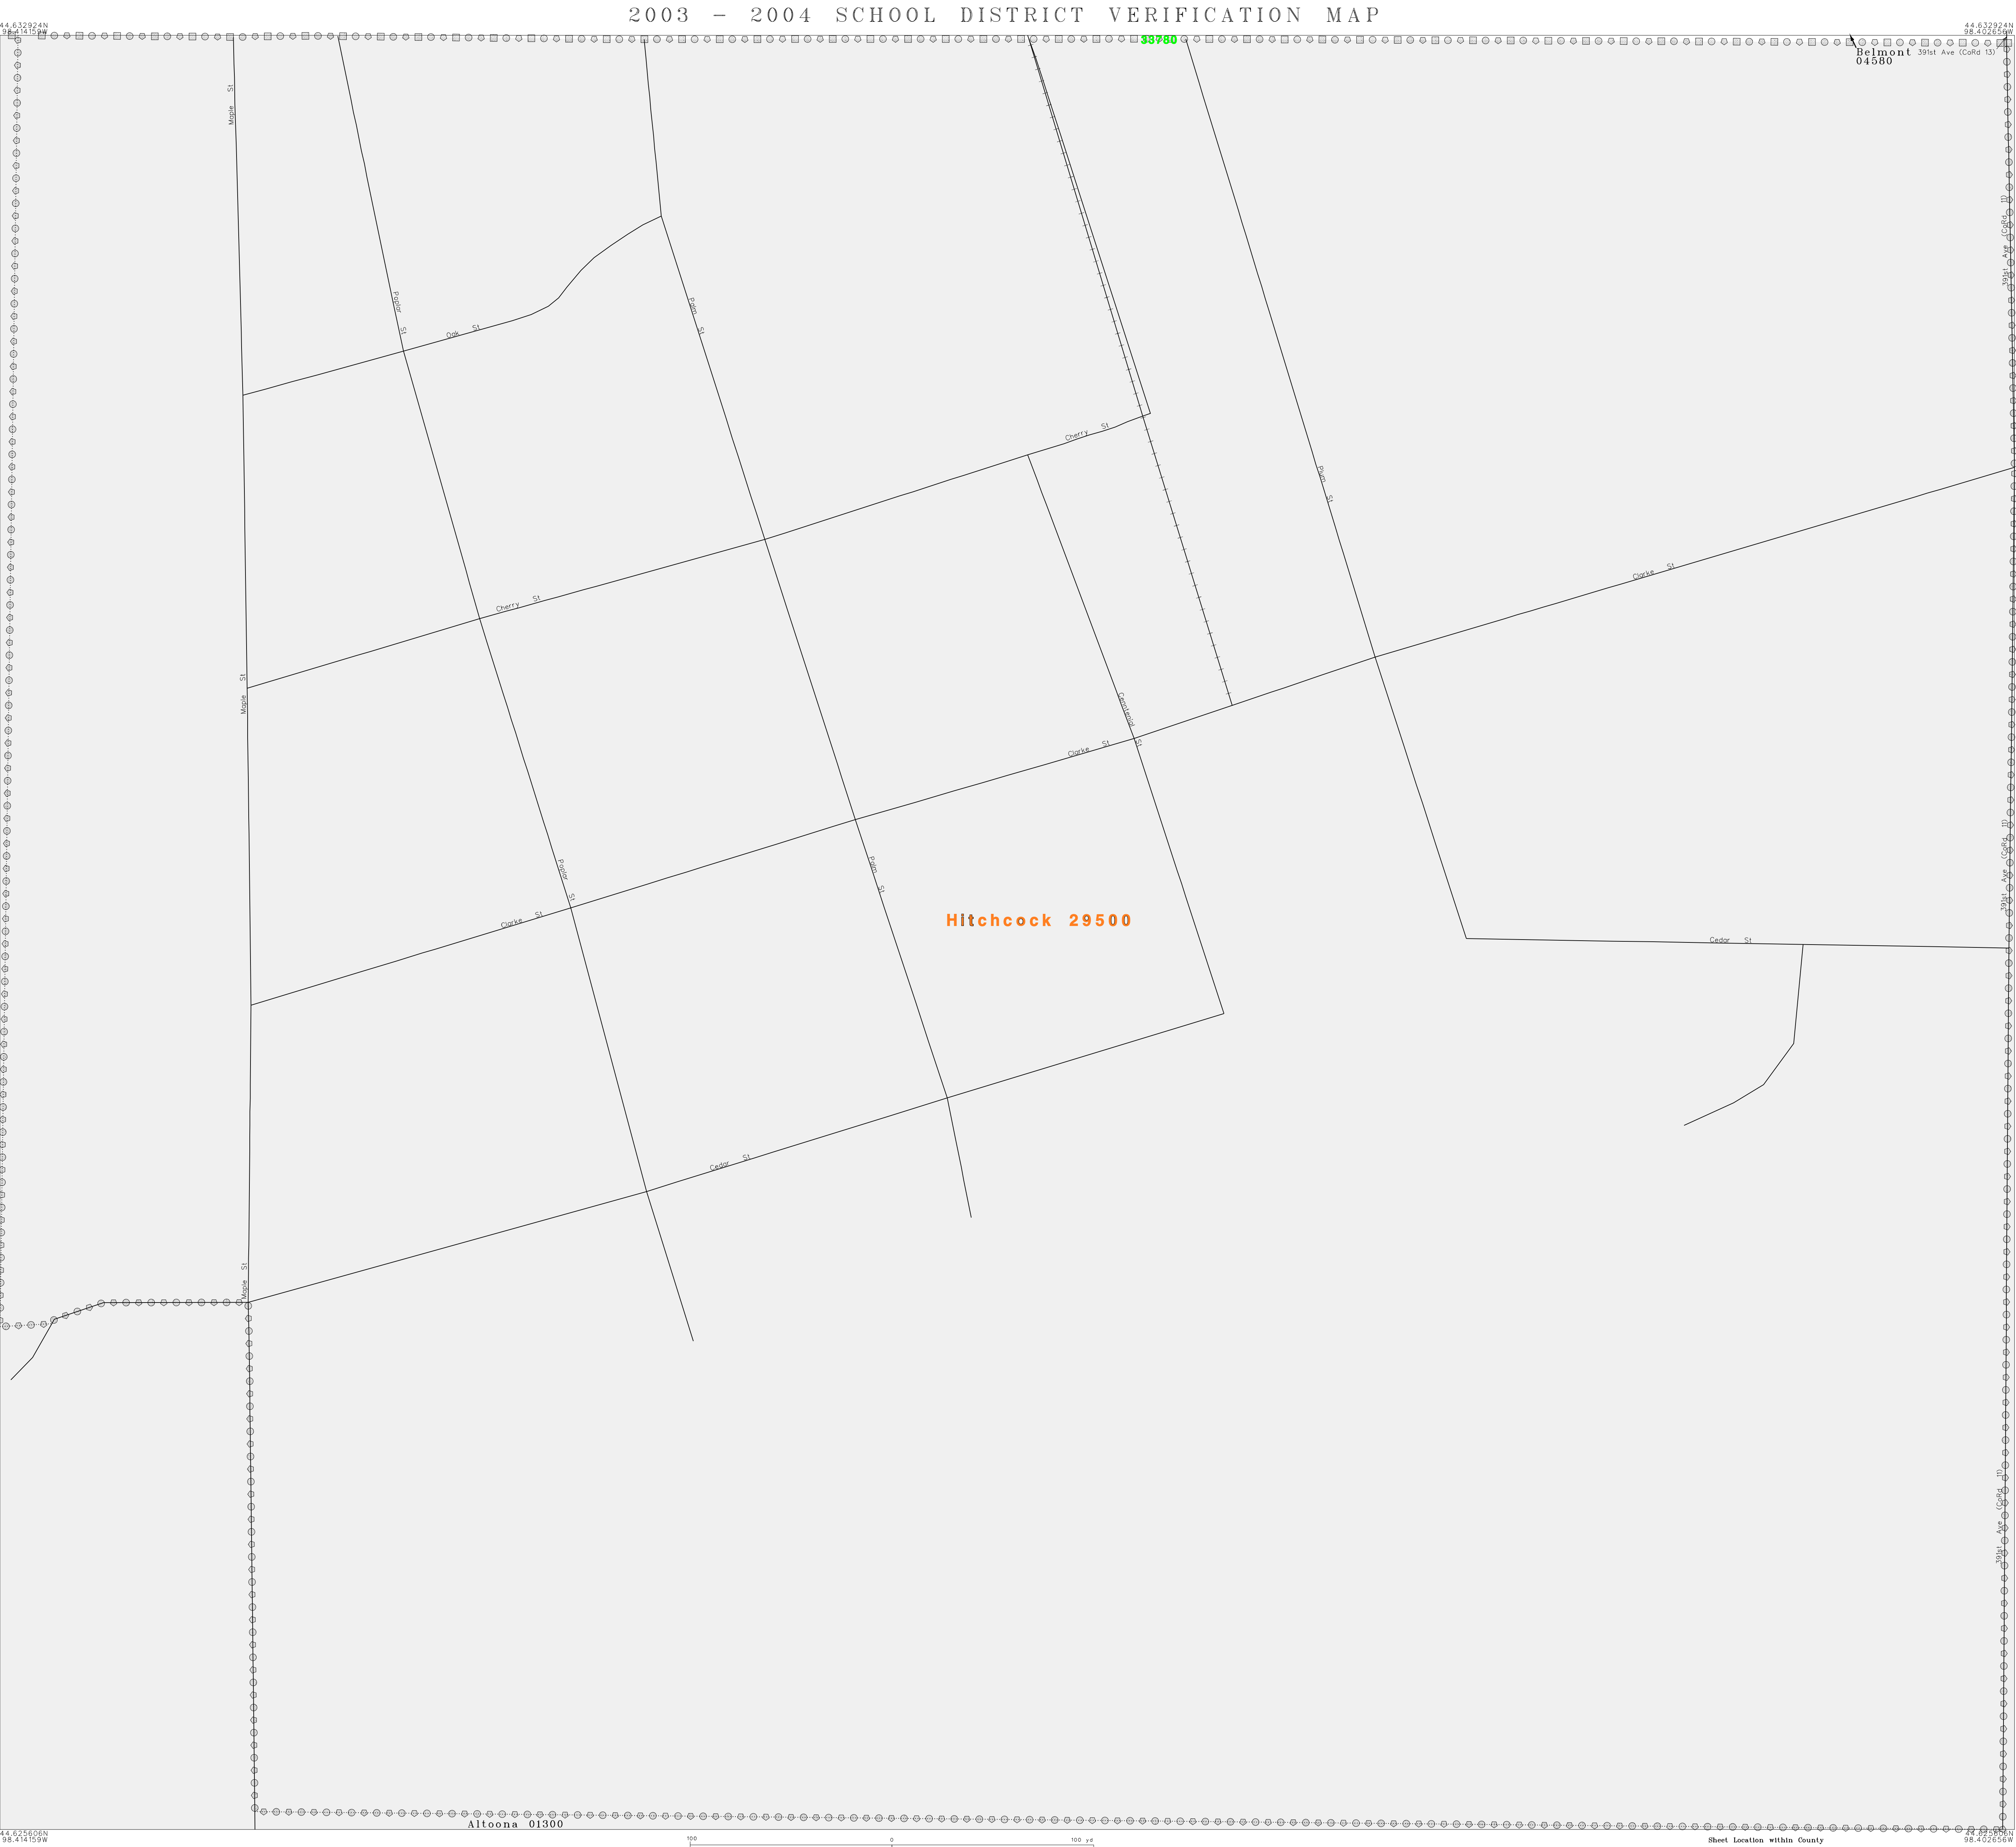 2003 - 2004 SCHOOL DISTRICT VERIFICATION MAP
44.632924N
98.414159W
44.632924N
98.402656W
Belmont
04580
391st Ave (CoRd 13)
Maple St
391st Ave (CoRd 11)
Poplar St
Palm St
Oak St
Cherry St
Plum St
Clarke St
Cherry St
Maple St
Centenial St
Clarke St
391st Ave (CoRd 11)
Poplar St
Palm St
Clarke St
Hitchcock 29500
Cedar St
Cedar St
Maple St
391st Ave (CoRd 11)
Altoona 01300
44.625606N
98.414159W
100 0 100 yd
Sheet Location within County
44.625606N
98.402656W